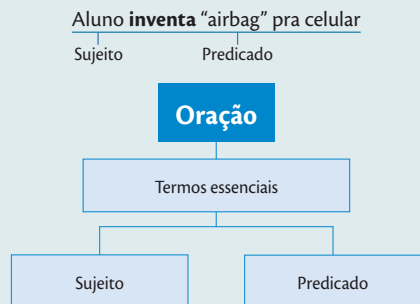 Aluno inventa “airbag” pra celular
Sujeito Predicado
Oração
Termos essenciais
Sujeito Predicado